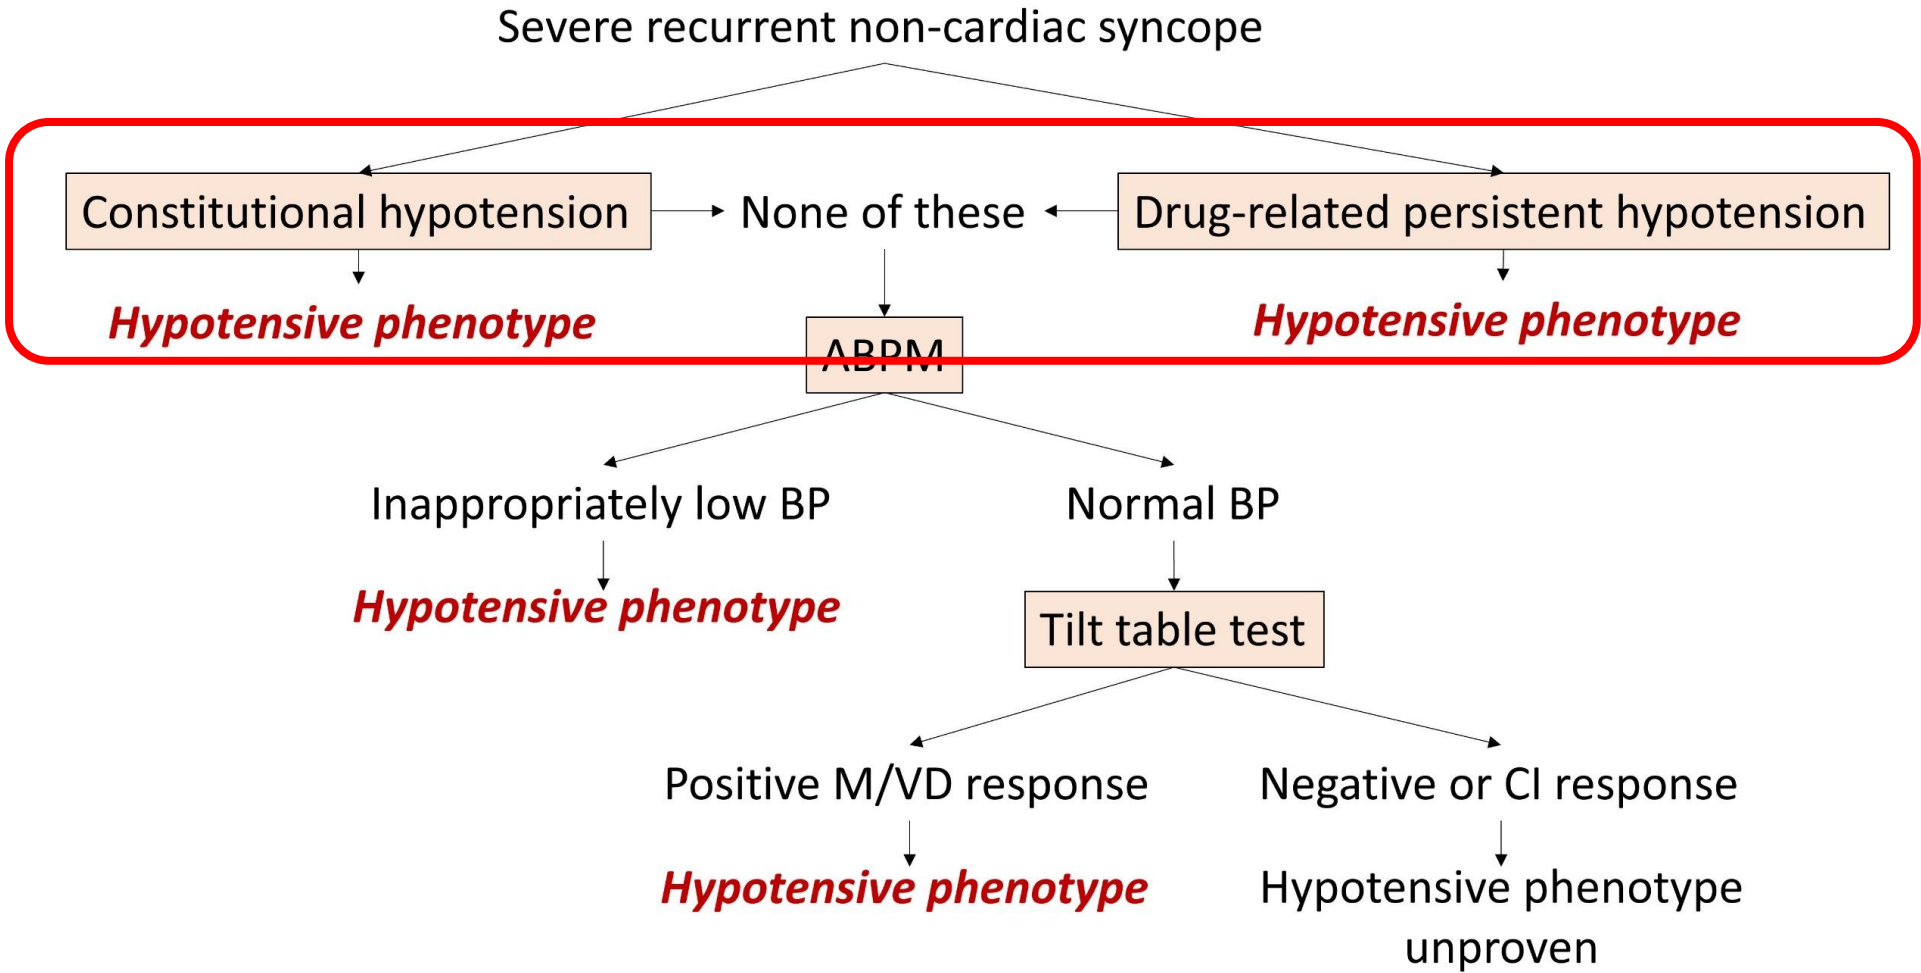 Severe recurrent non-cardiac syncope
Constitutional hypotension
None of these
Drug-related persistent hypotension
Hypotensive phenotype
Hypotensive phenotype
ABPM
Inappropriately low BP
Normal BP
Hypotensive phenotype
Tilt table test
Positive M/VD response
Negative or CI response
Hypotensive phenotype
Hypotensive phenotype
unproven